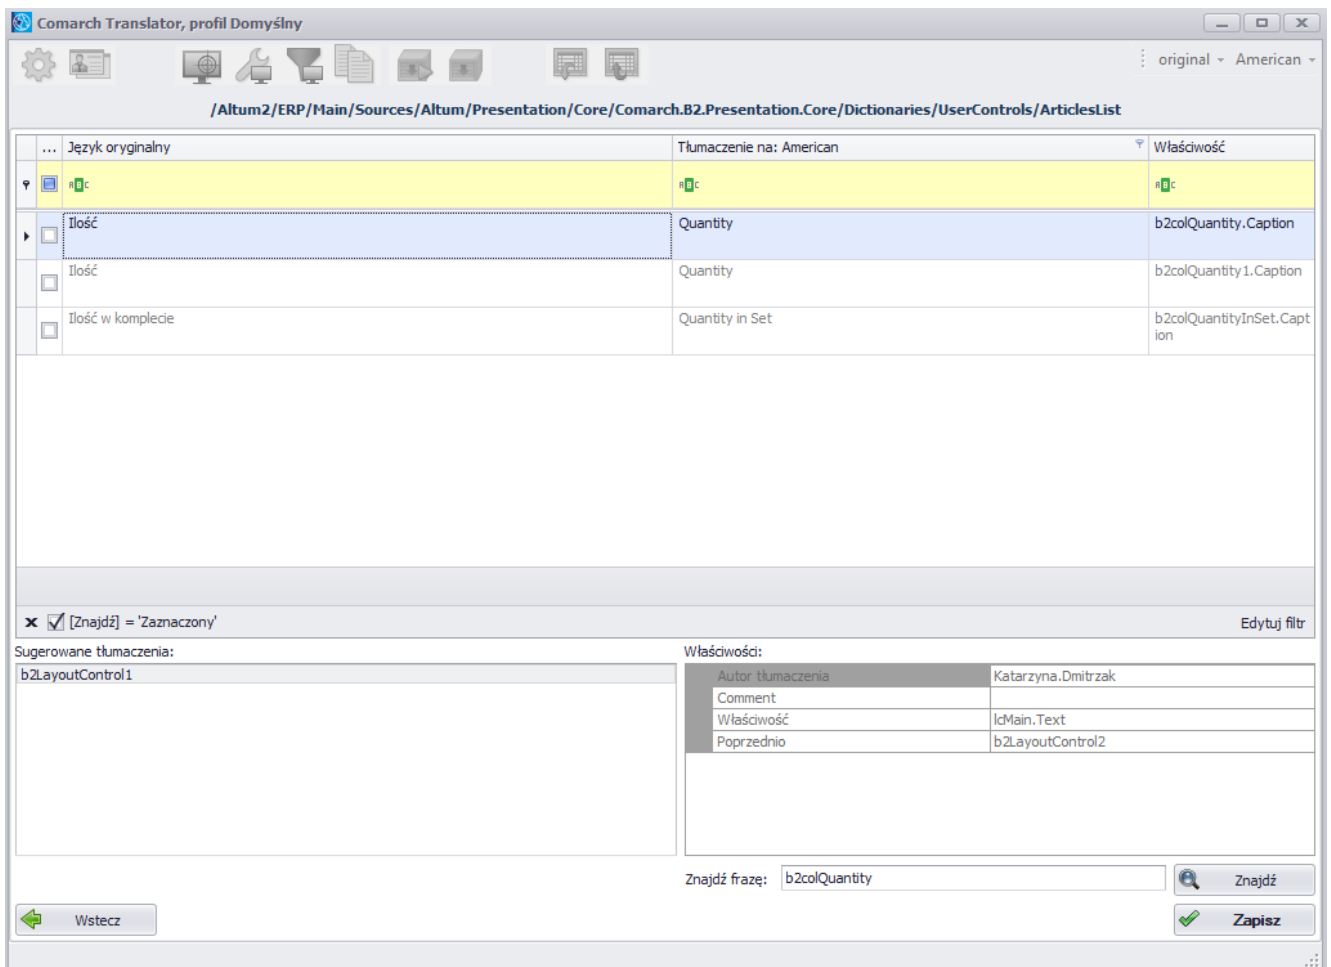 Comarch Translator, profil Domyślny
original American
/Altum2/ERP/Main/Sources/Altum/Presentation/Core/Comarch.B2.Presentation.Core/Dictionaries/UserControls/ArticlesList
... Język oryginalny Tłumaczenie na: American Właściwość
ABC ABC ABC
Ilość Quantity b2colQuantity.Caption
Ilość Quantity b2colQuantity1.Caption
Ilość w komplecie Quantity in Set b2colQuantityInSet.Capt
ion
[Znajdź] = 'Zaznaczony' Edytuj filtr
Sugerowane tłumaczenia: Właściwości:
b2LayoutControl1 Autor tłumaczenia Katarzyna.Dmitrzak
Comment
Właściwość lcMain.Text
Poprzednio b2LayoutControl2
Znajdź frazę: b2colQuantity Znajdź
Wstecz Zapisz